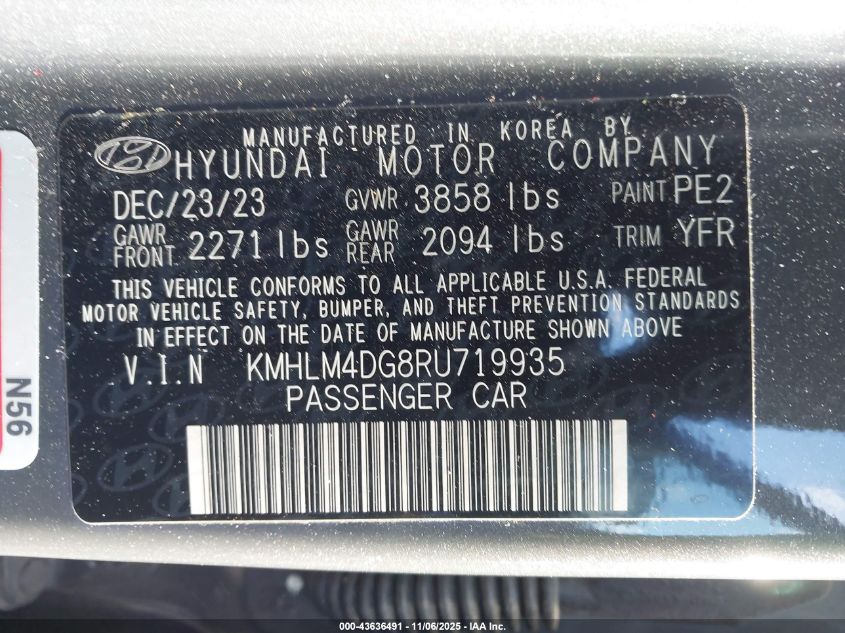 MANUFACTURED IN KOREA BY
HYUNDAI MOTOR COMPANY
DEC/23/23 GVWR 3858 lbs PAINT PE2
GAWR FRONT 2271 lbs GAWR REAR 2094 lbs TRIM YFR
THIS VEHICLE CONFORMS TO ALL APPLICABLE U.S.A. FEDERAL
MOTOR VEHICLE SAFETY, BUMPER, AND THEFT PREVENTION STANDARDS
IN EFFECT ON THE DATE OF MANUFACTURE SHOWN ABOVE
V.I.N KMHLM4DG8RU719935
PASSENGER CAR
N56
000-43636491 - 11/06/2025 - IAA, Inc.